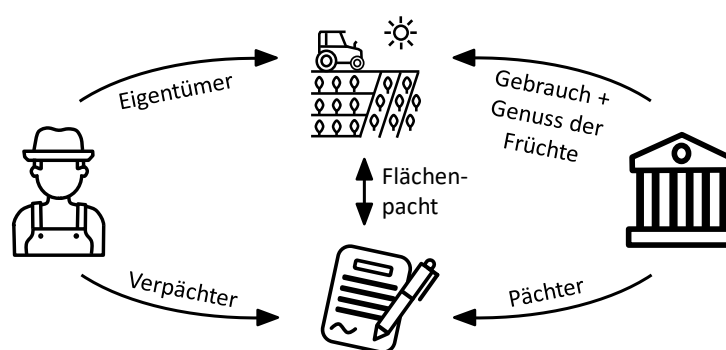 Eigentümer
Gebrauch +
Genuss der
Früchte
Flächen-
pacht
Verpächter
Pächter